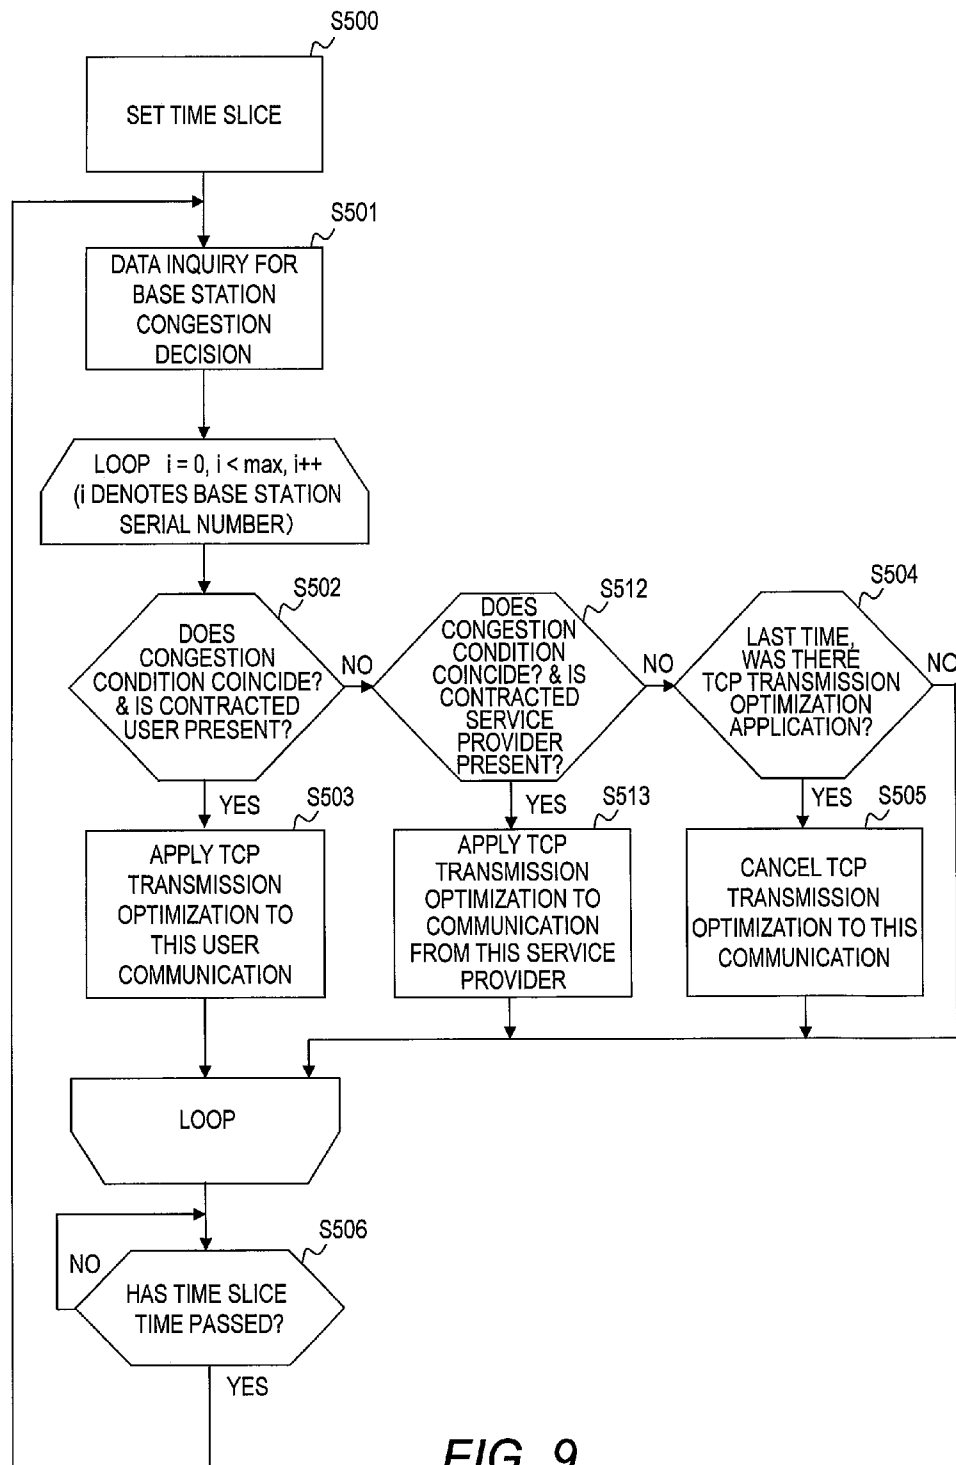 S500
SET TIME SLICE
S501
DATA INQUIRY FOR
BASE STATION
CONGESTION
DECISION
LOOP i = 0, i < max, i++
(i DENOTES BASE STATION
SERIAL NUMBER)
S502
DOES
CONGESTION
CONDITION COINCIDE?
& IS CONTRACTED
USER PRESENT?
NO
YES
S512
DOES
CONGESTION
CONDITION
COINCIDE? & IS
CONTRACTED
SERVICE
PROVIDER
PRESENT?
NO
YES
S504
LAST TIME,
WAS THERE
TCP TRANSMISSION
OPTIMIZATION
APPLICATION?
NO
YES
S503
APPLY TCP
TRANSMISSION
OPTIMIZATION TO
THIS USER
COMMUNICATION
S513
APPLY TCP
TRANSMISSION
OPTIMIZATION TO
COMMUNICATION
FROM THIS SERVICE
PROVIDER
S505
CANCEL TCP
TRANSMISSION
OPTIMIZATION TO THIS
COMMUNICATION
LOOP
S506
HAS TIME SLICE
TIME PASSED?
NO
YES
FIG. 9